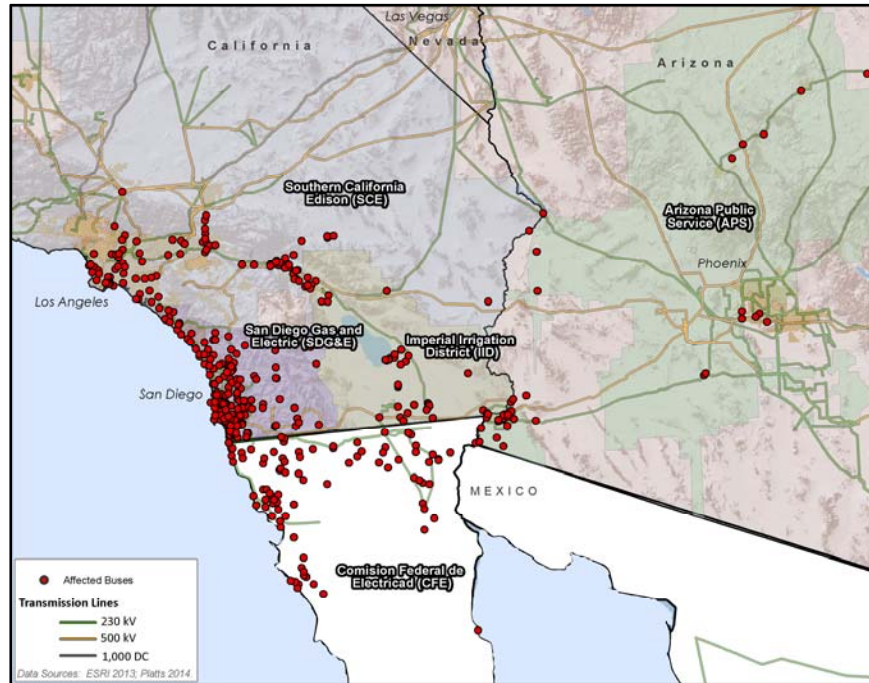 Las Vegas
California
Nevada
Arizona
Southern California
Edison (SCE)
Arizona Public
Service (APS)
Phoenix
Los Angeles
San Diego Gas and
Electric (SDG&E)
Imperial Irrigation
District (IID)
San Diego
MEXICO
Comision Federal de
Electricad (CFE)
Affected Buses
Transmission Lines
230 kV
500 kV
1,000 DC
Data Sources: ESRI 2013; Platts 2014.